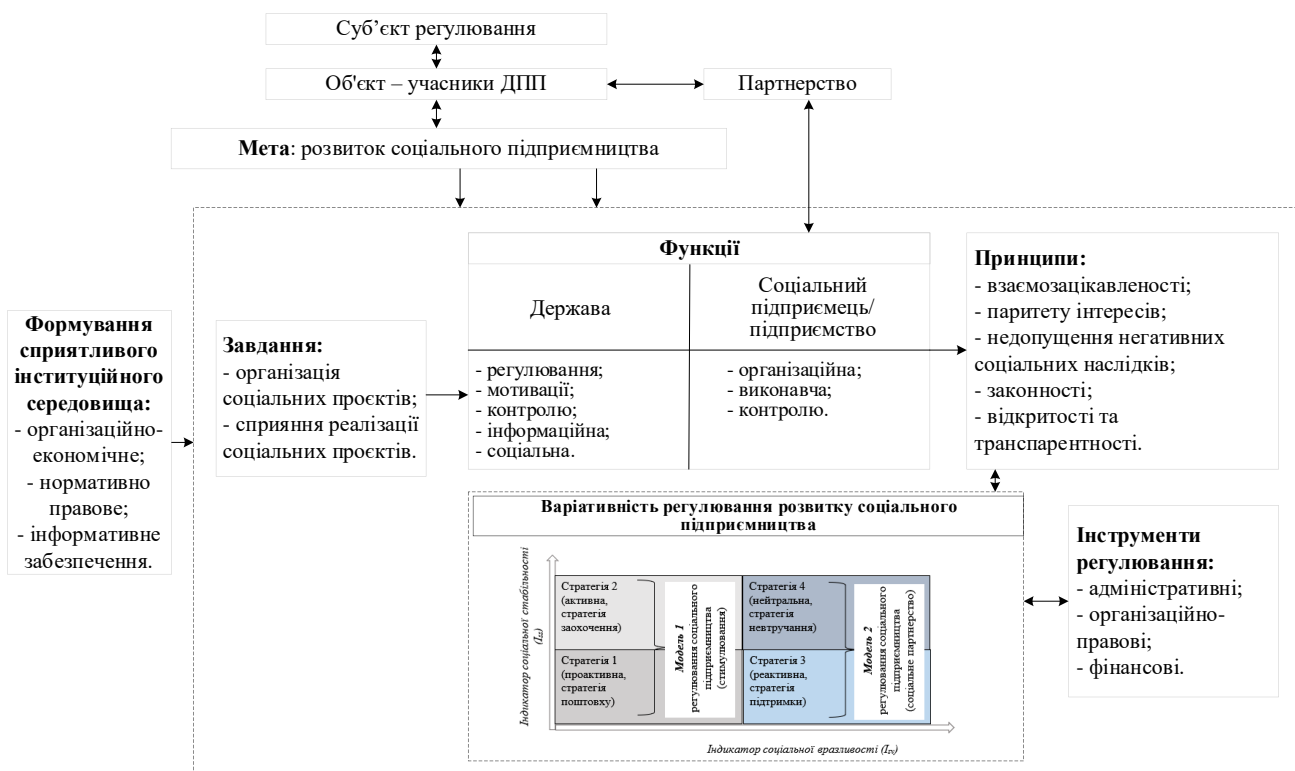 Суб’єкт регулювання
Об'єкт – учасники ДПП
Партнерство
Мета: розвиток соціального підприємництва
Формування
сприятливого
інституційного
середовища:
- організаційно-
економічне;
- нормативно
правове;
- інформативне
забезпечення.
Завдання:
- організація
соціальних проєктів;
- сприяння реалізації
соціальних проєктів.
Функції
Держава
- регулювання;
- мотивації;
- контролю;
- інформаційна;
- соціальна.
Соціальний
підприємець/
підприємство
- організаційна;
- виконавча;
- контролю.
Принципи:
- взаємозацікавленості;
- паритету інтересів;
- недопущення негативних
соціальних наслідків;
- законності;
- відкритості та
транспарентності.
Варіативність регулювання розвитку соціального
підприємництва
Індикатор соціальної стабільності
Стратегія 2
(активна,
стратегія
заохочення)
Стратегія 1
(проактивна,
стратегія
поштовху)
Модель 1
регулювання соціального
підприємництва
(стимулювання)
Стратегія 4
(нейтральна,
стратегія
невтручання)
Стратегія 3
(реактивна,
стратегія
підтримки)
Модель 2
регулювання соціального
підприємництва
(соціальне партнерство)
Індикатор соціальної вразливості
Інструменти
регулювання:
- адміністративні;
- організаційно-
правові;
- фінансові.